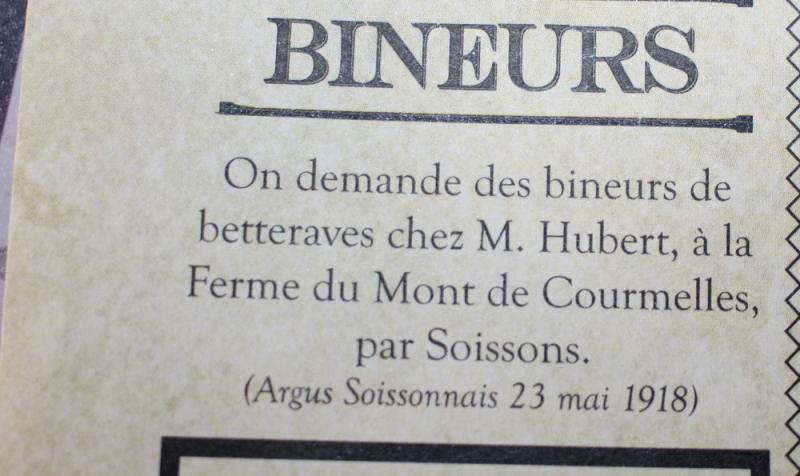 BINEURS
On demande des bineurs de
betteraves chez M. Hubert, à la
Ferme du Mont de Courmelles,
par Soissons.
(Argus Soissonnais 23 mai 1918)